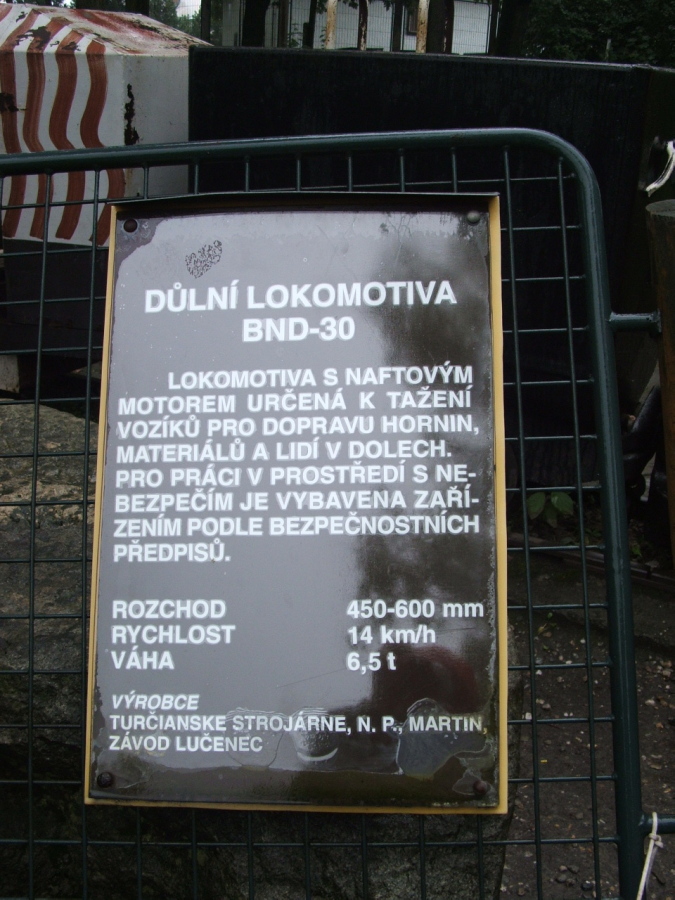 DŮLNÍ LOKOMOTIVA
BND-30
LOKOMOTIVA S NAFTOVÝM
MOTOREM URČENÁ K TAŽENÍ
VOZÍKŮ PRO DOPRAVU HORNIN,
MATERIÁLŮ A LIDÍ V DOLECH.
PRO PRÁCI V PROSTŘEDÍ S NE-
BEZPEČÍM JE VYBAVENA ZAŘÍ-
ZENÍM PODLE BEZPEČNOSTNÍCH
PŘEDPISŮ.
ROZCHOD 450-600 mm
RYCHLOST 14 km/h
VÁHA 6,5 t
VÝROBCE
TURČIANSKE STROJÁRNE, N. P., MARTIN,
ZÁVOD LUČENEC